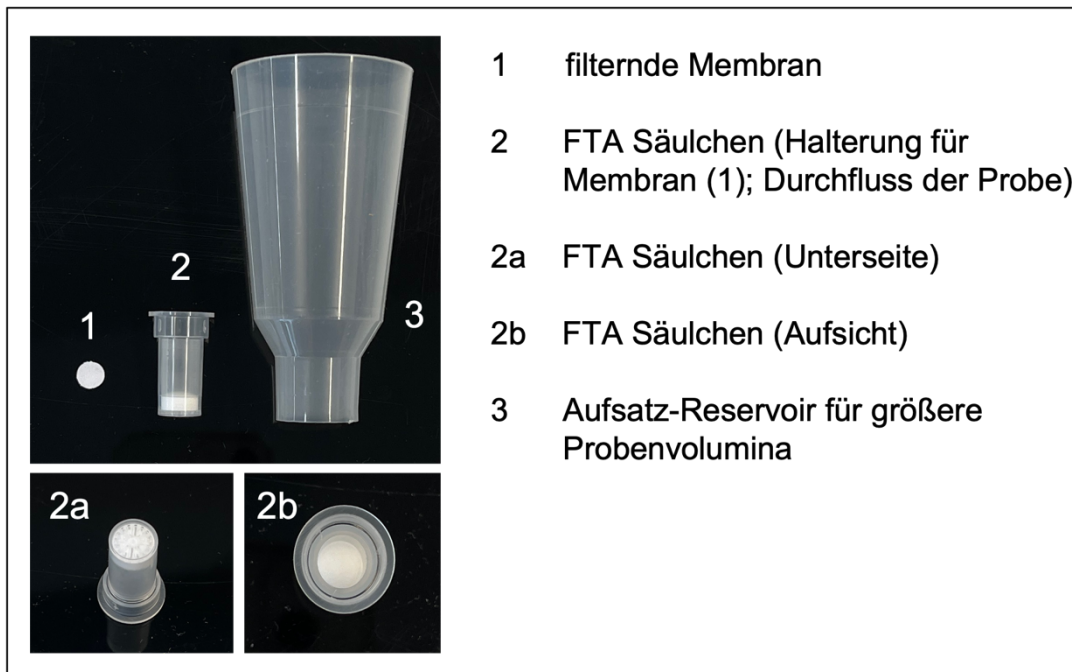 1
2
3
2a
2b
1 filternde Membran
2 FTA Säulchen (Halterung für
Membran (1); Durchfluss der Probe)
2a FTA Säulchen (Unterseite)
2b FTA Säulchen (Aufsicht)
3 Aufsatz-Reservoir für größere
Probenvolumina